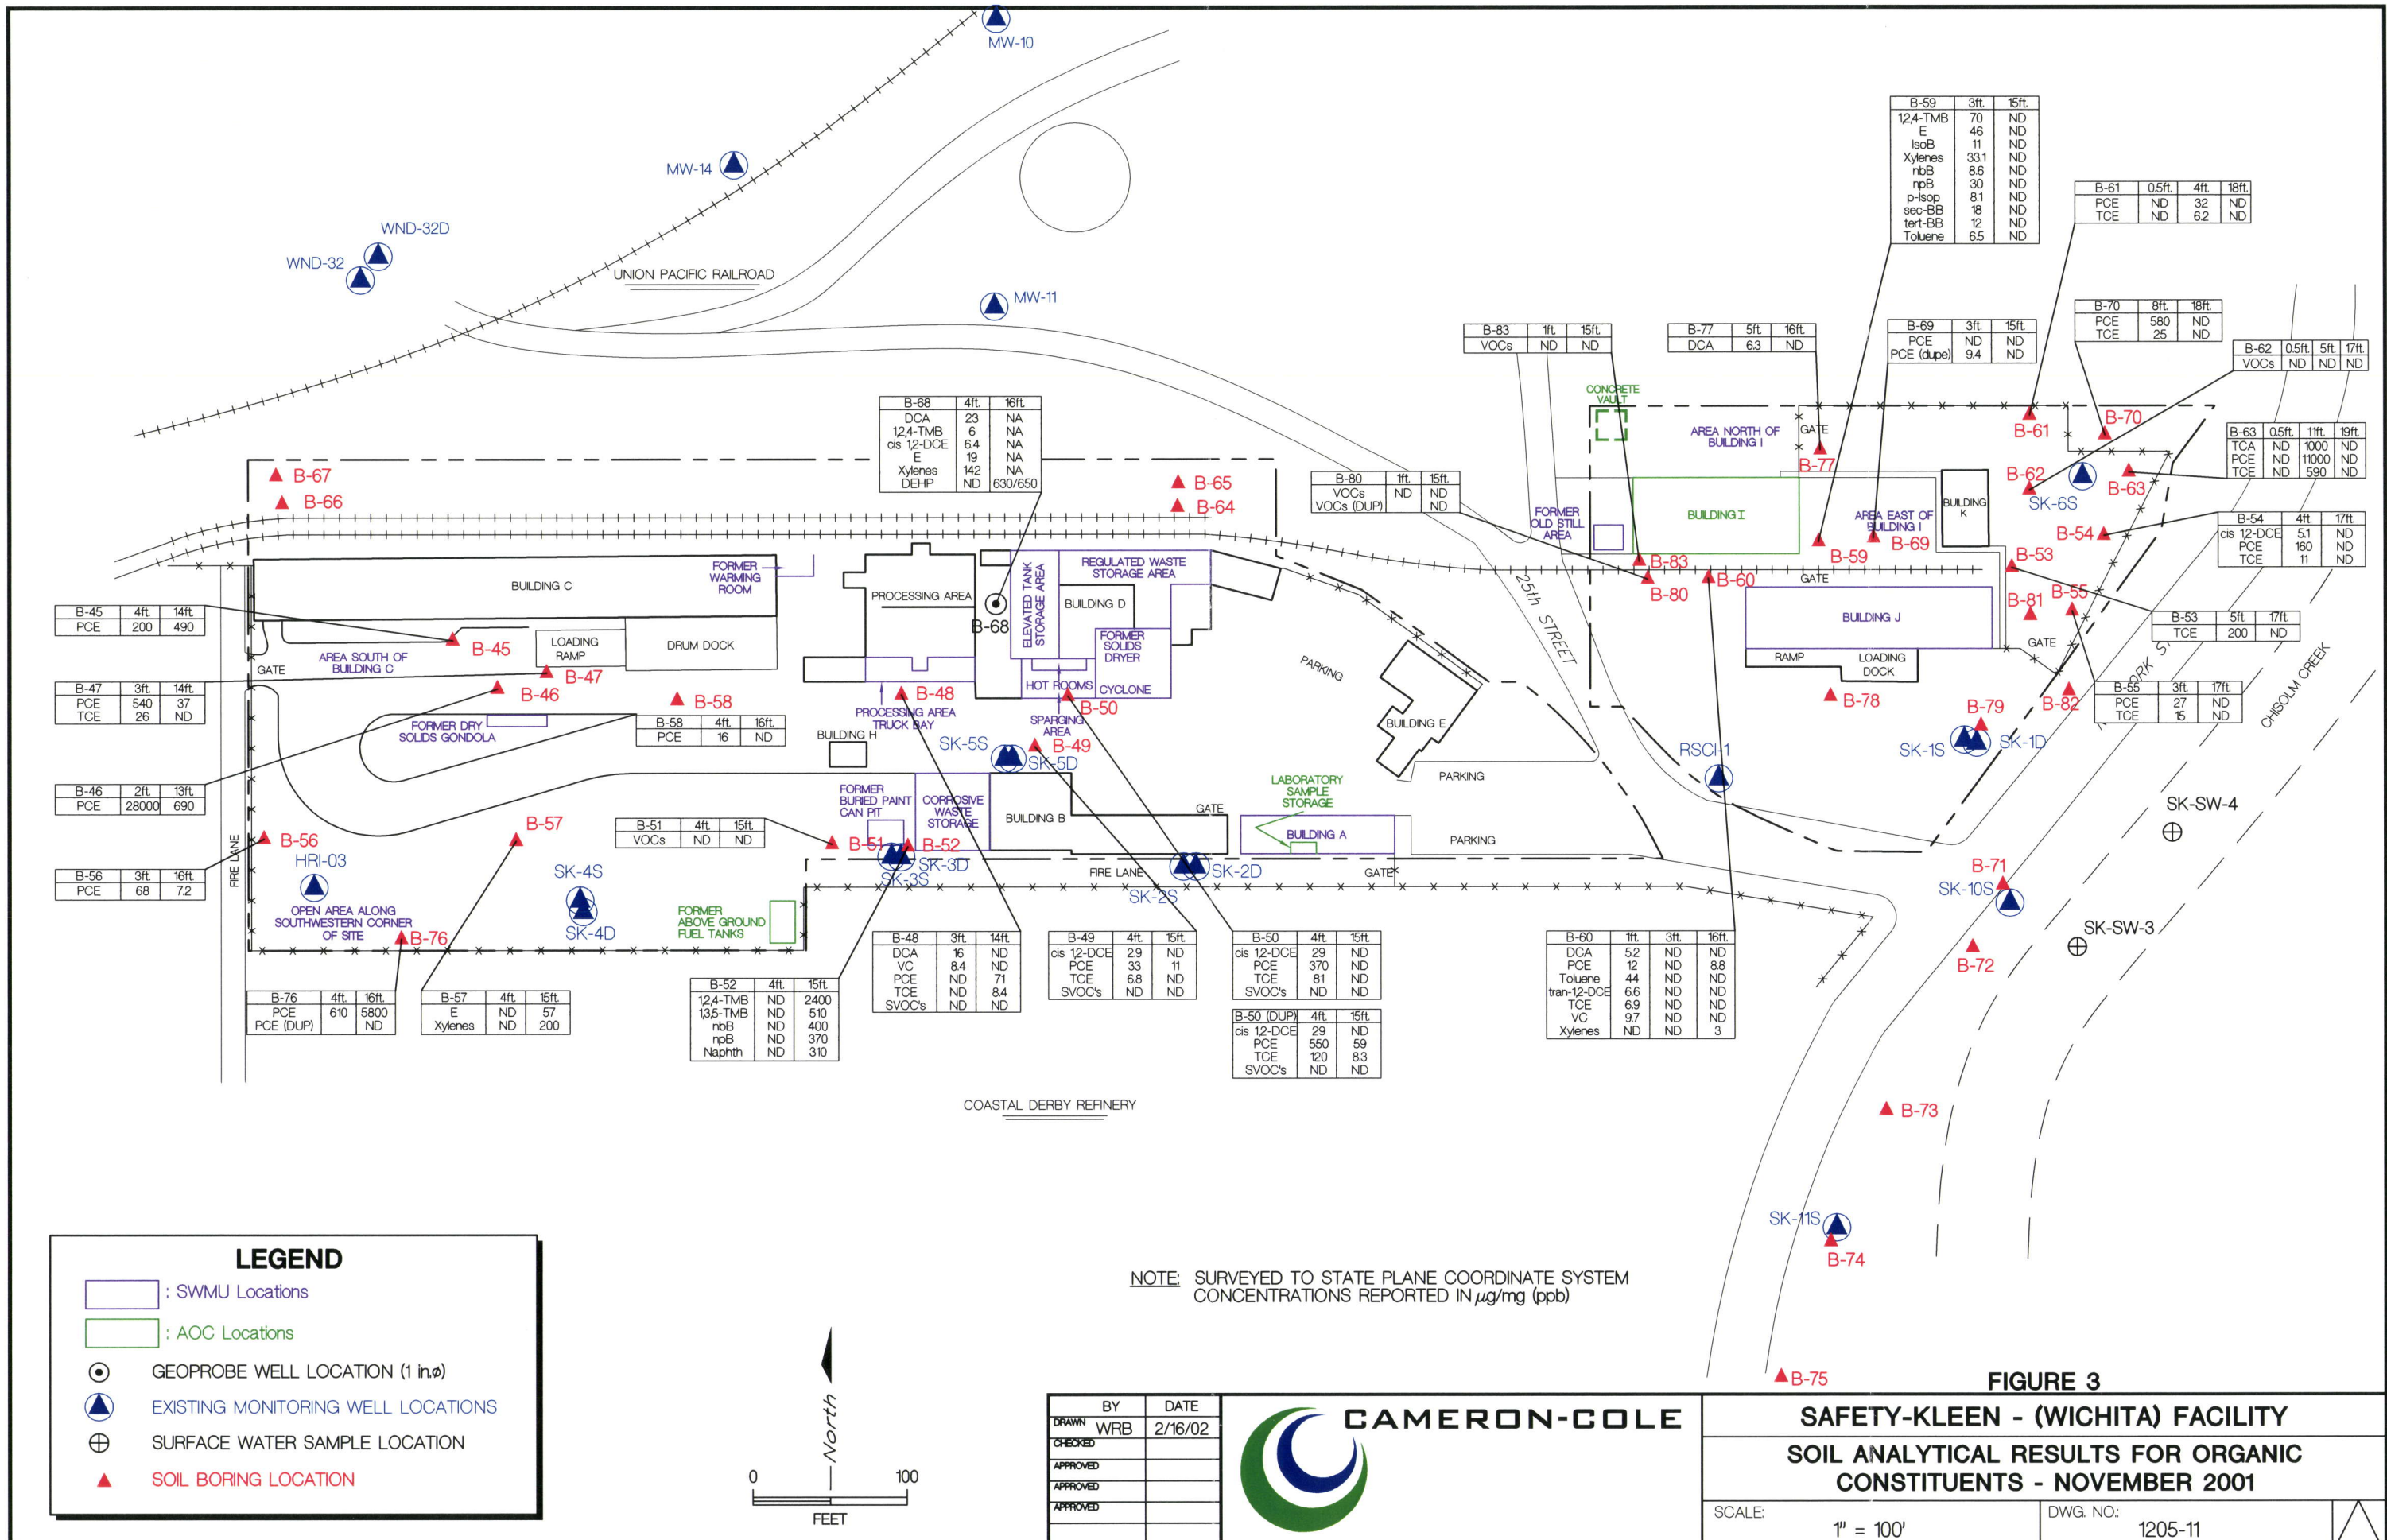 MW-10
MW-14
WND-32D
WND-32
UNION PACIFIC RAILROAD
MW-11
B-59 3ft. 15ft.
1,2,4-TMB 70 ND
E 46 ND
IsoB 11 ND
Xylenes 33.1 ND
nbB 8.6 ND
npB 30 ND
p-Isop 8.1 ND
sec-BB 18 ND
tert-BB 12 ND
Toluene 6.5 ND
B-61 0.5ft. 4ft. 18ft.
PCE ND 32 ND
TCE ND 6.2 ND
B-70 8ft. 18ft.
PCE 580 ND
TCE 25 ND
B-83 1ft. 15ft.
VOCs ND ND
B-77 5ft. 16ft.
DCA 6.3 ND
B-69 3ft. 15ft.
PCE ND ND
PCE (dupe) 9.4 ND
B-62 0.5ft. 5ft. 17ft.
VOCs ND ND ND
B-68 4ft. 16ft.
DCA 23 NA
1,2,4-TMB 6 NA
cis 1,2-DCE 6.4 NA
E 19 NA
Xylenes 142 NA
DEHP ND 630/650
CONCRETE
VAULT
AREA NORTH OF
BUILDING I
GATE
B-77
B-61
B-70
B-63 0.5ft. 11ft. 19ft.
TCA ND 1000 ND
PCE ND 11000 ND
TCE ND 590 ND
B-67
B-66
B-65
B-64
B-80 1ft. 15ft.
VOCs ND ND
VOCs (DUP) ND
FORMER
OLD STILL
AREA
BUILDING I
AREA EAST OF
BUILDING I
BUILDING
K
B-62
SK-6S
B-63
B-54
B-54 4ft. 17ft.
cis 1,2-DCE 5.1 ND
PCE 160 ND
TCE 11 ND
B-59
B-69
B-53
B-83
B-80
B-60
GATE
BUILDING C
FORMER
WARMING
ROOM
PROCESSING AREA
B-68
ELEVATED TANK
STORAGE AREA
REGULATED WASTE
STORAGE AREA
BUILDING D
FORMER
SOLIDS
DRYER
HOT ROOMS
CYCLONE
25th STREET
BUILDING J
B-81
B-55
GATE
B-53 5ft. 17ft.
TCE 200 ND
B-45 4ft. 14ft.
PCE 200 490
AREA SOUTH OF
BUILDING C
GATE
B-45
LOADING
RAMP
DRUM DOCK
RAMP
LOADING
DOCK
PARKING
B-47 3ft. 14ft.
PCE 540 37
TCE 26 ND
B-47
B-46
B-58
B-48
B-50
B-78
B-82
B-55 3ft. 17ft.
PCE 27 ND
TCE 15 ND
CHISOLM CREEK
FORMER DRY
SOLIDS GONDOLA
B-58 4ft. 16ft.
PCE 16 ND
BUILDING H
PROCESSING AREA
TRUCK BAY
SPARGING
AREA
B-49
SK-5S
SK-5D
BUILDING E
PARKING
RSCI-1
B-79
SK-1S
SK-1D
B-46 2ft. 13ft.
PCE 28000 690
FORMER
BURIED PAINT
CAN PIT
CORROSIVE
WASTE
STORAGE
BUILDING B
GATE
LABORATORY
SAMPLE
STORAGE
BUILDING A
PARKING
SK-SW-4
B-56
B-57
B-51 4ft. 15ft.
VOCs ND ND
B-51
B-52
SK-3D
SK-3S
FIRE LANE
SK-2D
SK-2S
GATE
B-71
SK-10S
SK-SW-3
B-72
B-56 3ft. 16ft.
PCE 68 7.2
FIRE LANE
HRI-03
SK-4S
SK-4D
OPEN AREA ALONG
SOUTHWESTERN CORNER
OF SITE
B-76
FORMER
ABOVE GROUND
FUEL TANKS
B-76 4ft. 16ft.
PCE 610 5800
PCE (DUP) ND
B-57 4ft. 15ft.
E ND 57
Xylenes ND 200
B-52 4ft. 15ft.
1,2,4-TMB ND 2400
1,3,5-TMB ND 510
nbB ND 400
npB ND 370
Naphth ND 310
B-48 3ft. 14ft.
DCA 16 ND
VC 8.4 ND
PCE ND 71
TCE ND 8.4
SVOC's ND ND
B-49 4ft. 15ft.
cis 1,2-DCE 2.9 ND
PCE 33 11
TCE 6.8 ND
SVOC's ND ND
B-50 4ft. 15ft.
cis 1,2-DCE 29 ND
PCE 370 ND
TCE 81 ND
SVOC's ND ND
B-50 (DUP) 4ft. 15ft.
cis 1,2-DCE 29 ND
PCE 550 59
TCE 120 8.3
SVOC's ND ND
B-60 1ft. 3ft. 16ft.
DCA 5.2 ND ND
PCE 12 ND 8.8
Toluene 44 ND ND
tran-1,2-DCE 6.6 ND ND
TCE 6.9 ND ND
VC 9.7 ND ND
Xylenes ND ND 3
COASTAL DERBY REFINERY
B-73
SK-11S
B-74
B-75
LEGEND
: SWMU Locations
: AOC Locations
GEOPROBE WELL LOCATION (1 in.ø)
EXISTING MONITORING WELL LOCATIONS
SURFACE WATER SAMPLE LOCATION
SOIL BORING LOCATION
North
0 100
FEET
NOTE: SURVEYED TO STATE PLANE COORDINATE SYSTEM
CONCENTRATIONS REPORTED IN µg/mg (ppb)
BY DATE
DRAWN WRB 2/16/02
CHECKED
APPROVED
APPROVED
APPROVED
CAMERON-COLE
FIGURE 3
SAFETY-KLEEN - (WICHITA) FACILITY
SOIL ANALYTICAL RESULTS FOR ORGANIC
CONSTITUENTS - NOVEMBER 2001
SCALE: 1" = 100'
DWG. NO.: 1205-11